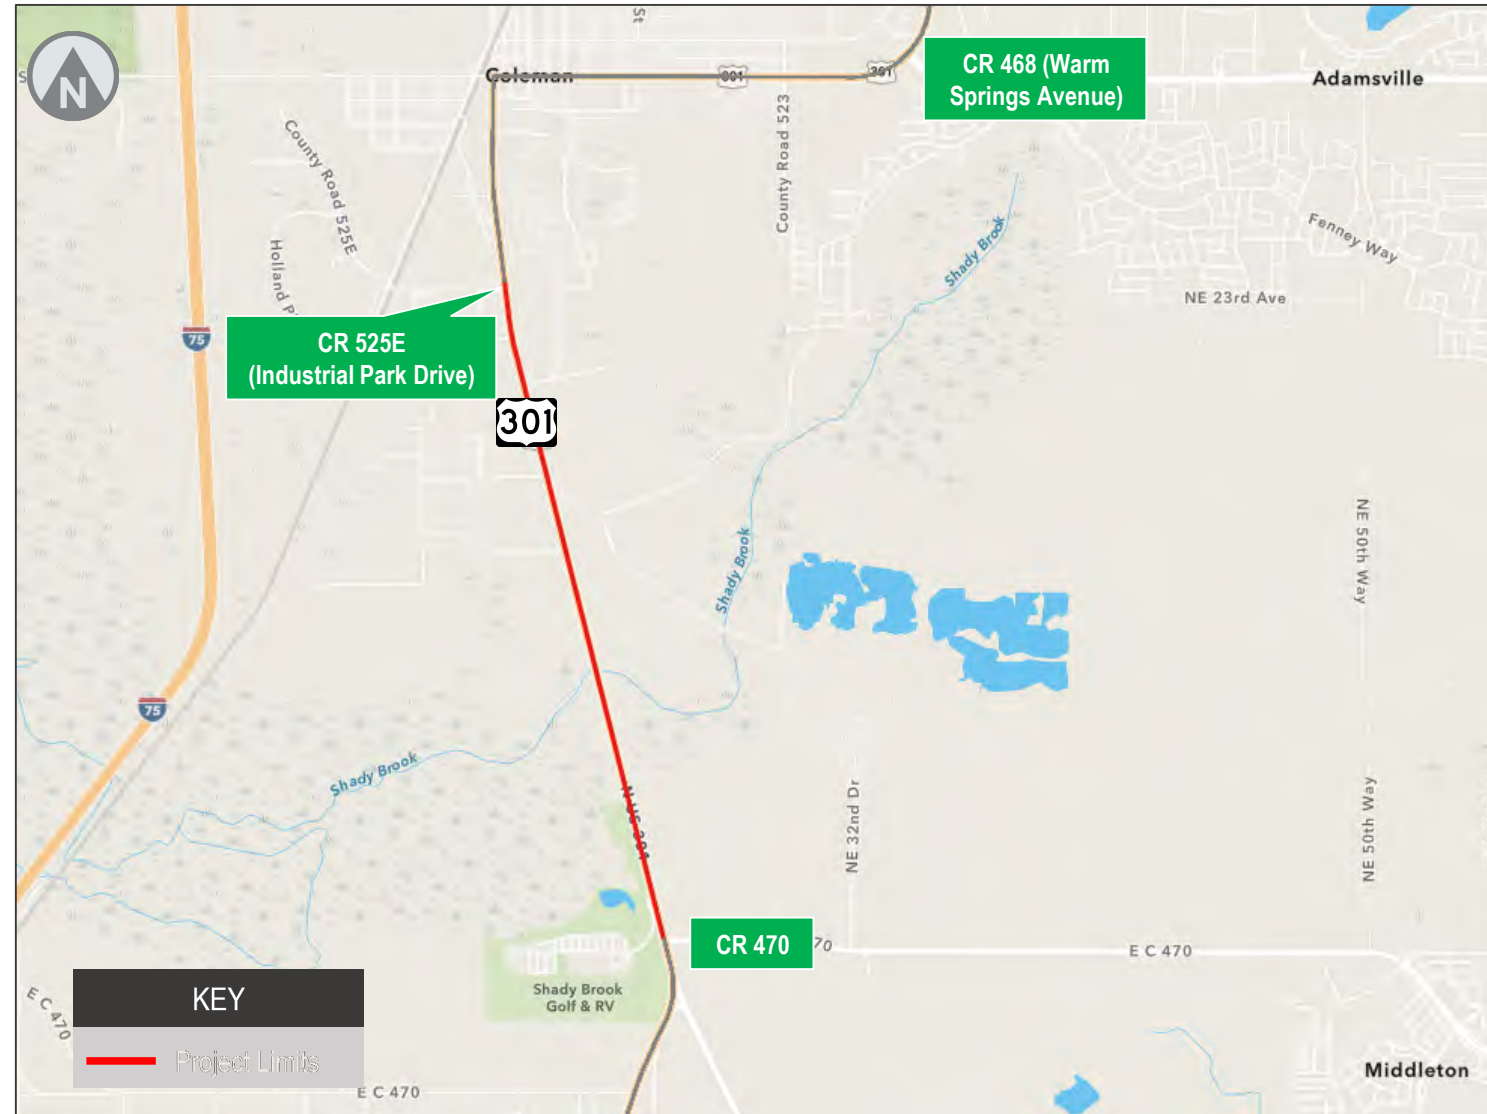 St
N
S
Coleman
301
301
CR 468 (Warm
Springs Avenue)
Adamsville
County Road 525E
County Road 523
Shady Brook
Fenney Way
Holland P
NE 23rd Ave
75
CR 525E
(Industrial Park Drive)
301
Shady Brook
NE 50th Way
75
Shady Brook
N US 301
NE 32nd Dr
NE 50th Way
CR 470
70
E C 470
Shady Brook
Golf & RV
KEY
E C 470
Project Limits
E C 470
Middleton